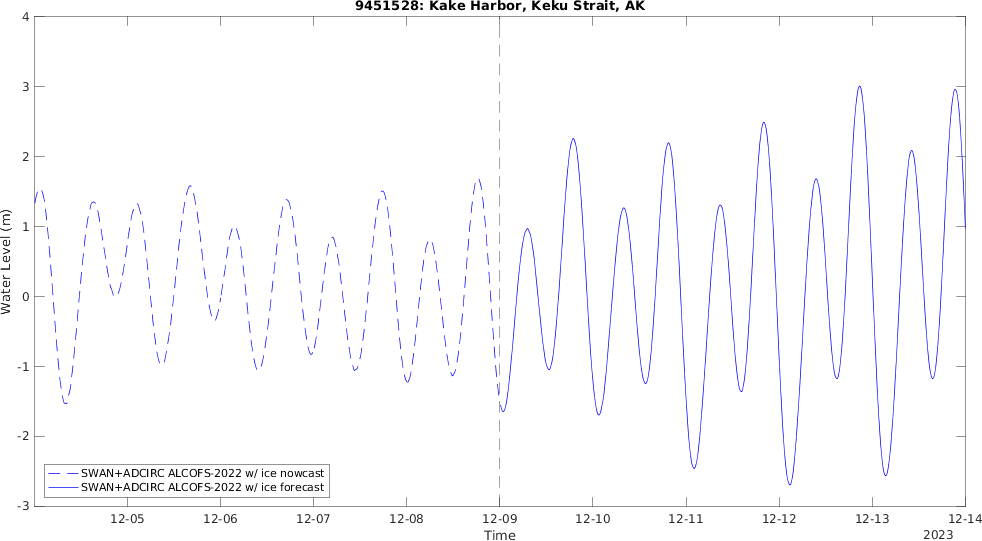 9451528: Kake Harbor, Keku Strait, AK
4
3
2
1
0
-1
-2
-3
Water Level (m)
SWAN+ADCIRC ALCOFS-2022 w/ ice nowcast
SWAN+ADCIRC ALCOFS-2022 w/ ice forecast
12-05 12-06 12-07 12-08 12-09 12-10 12-11 12-12 12-13 12-14
Time
2023